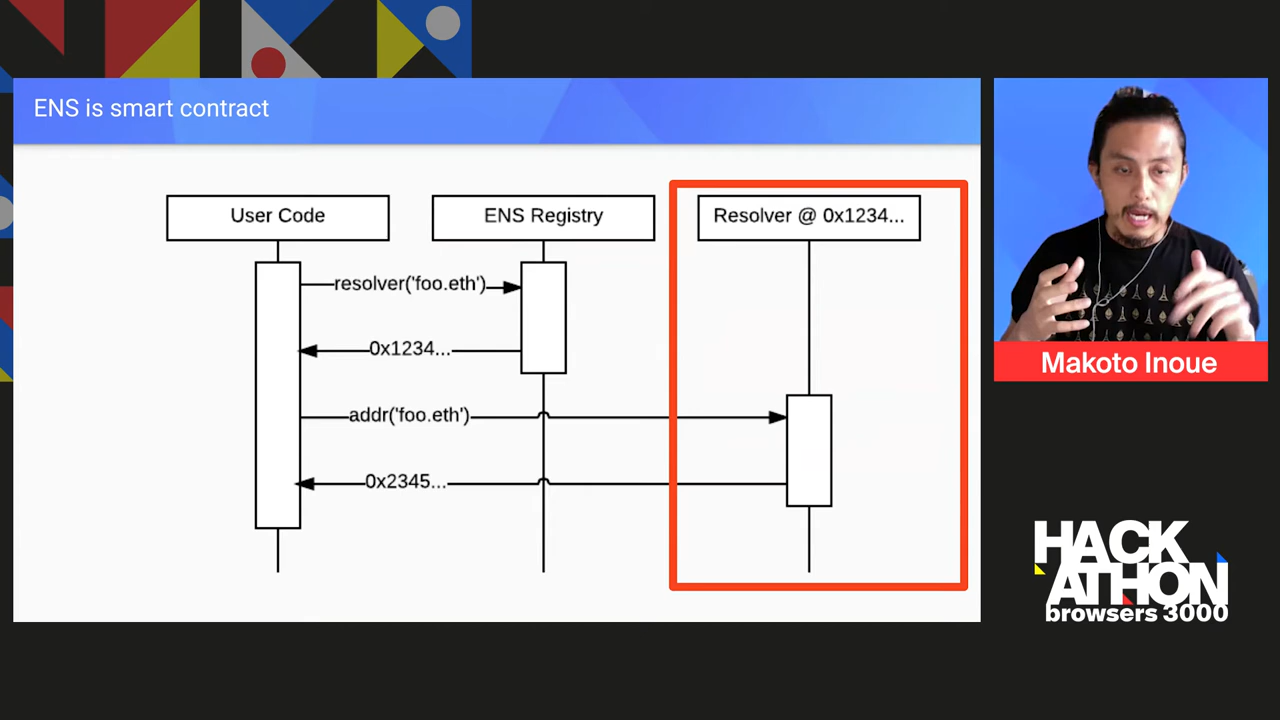 ENS is smart contract
User Code
ENS Registry
Resolver @ 0x1234...
resolver('foo.eth')
0x1234...
addr('foo.eth')
0x2345...
Makoto Inoue
HACK
ATHON
browsers 3000